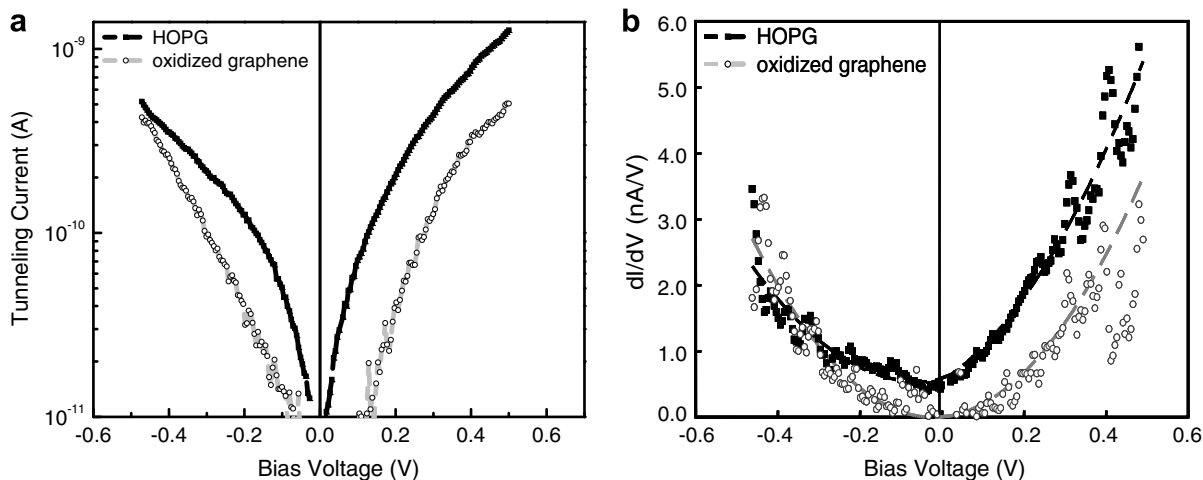 a
Tunneling Current (A)
10⁻⁹
10⁻¹⁰
10⁻¹¹
HOPG
oxidized graphene
-0.6
-0.4
-0.2
0.0
0.2
0.4
0.6
Bias Voltage (V)
b
dI/dV (nA/V)
6.0
5.0
4.0
3.0
2.0
1.0
0.0
HOPG
oxidized graphene
-0.6
-0.4
-0.2
0.0
0.2
0.4
0.6
Bias Voltage (V)